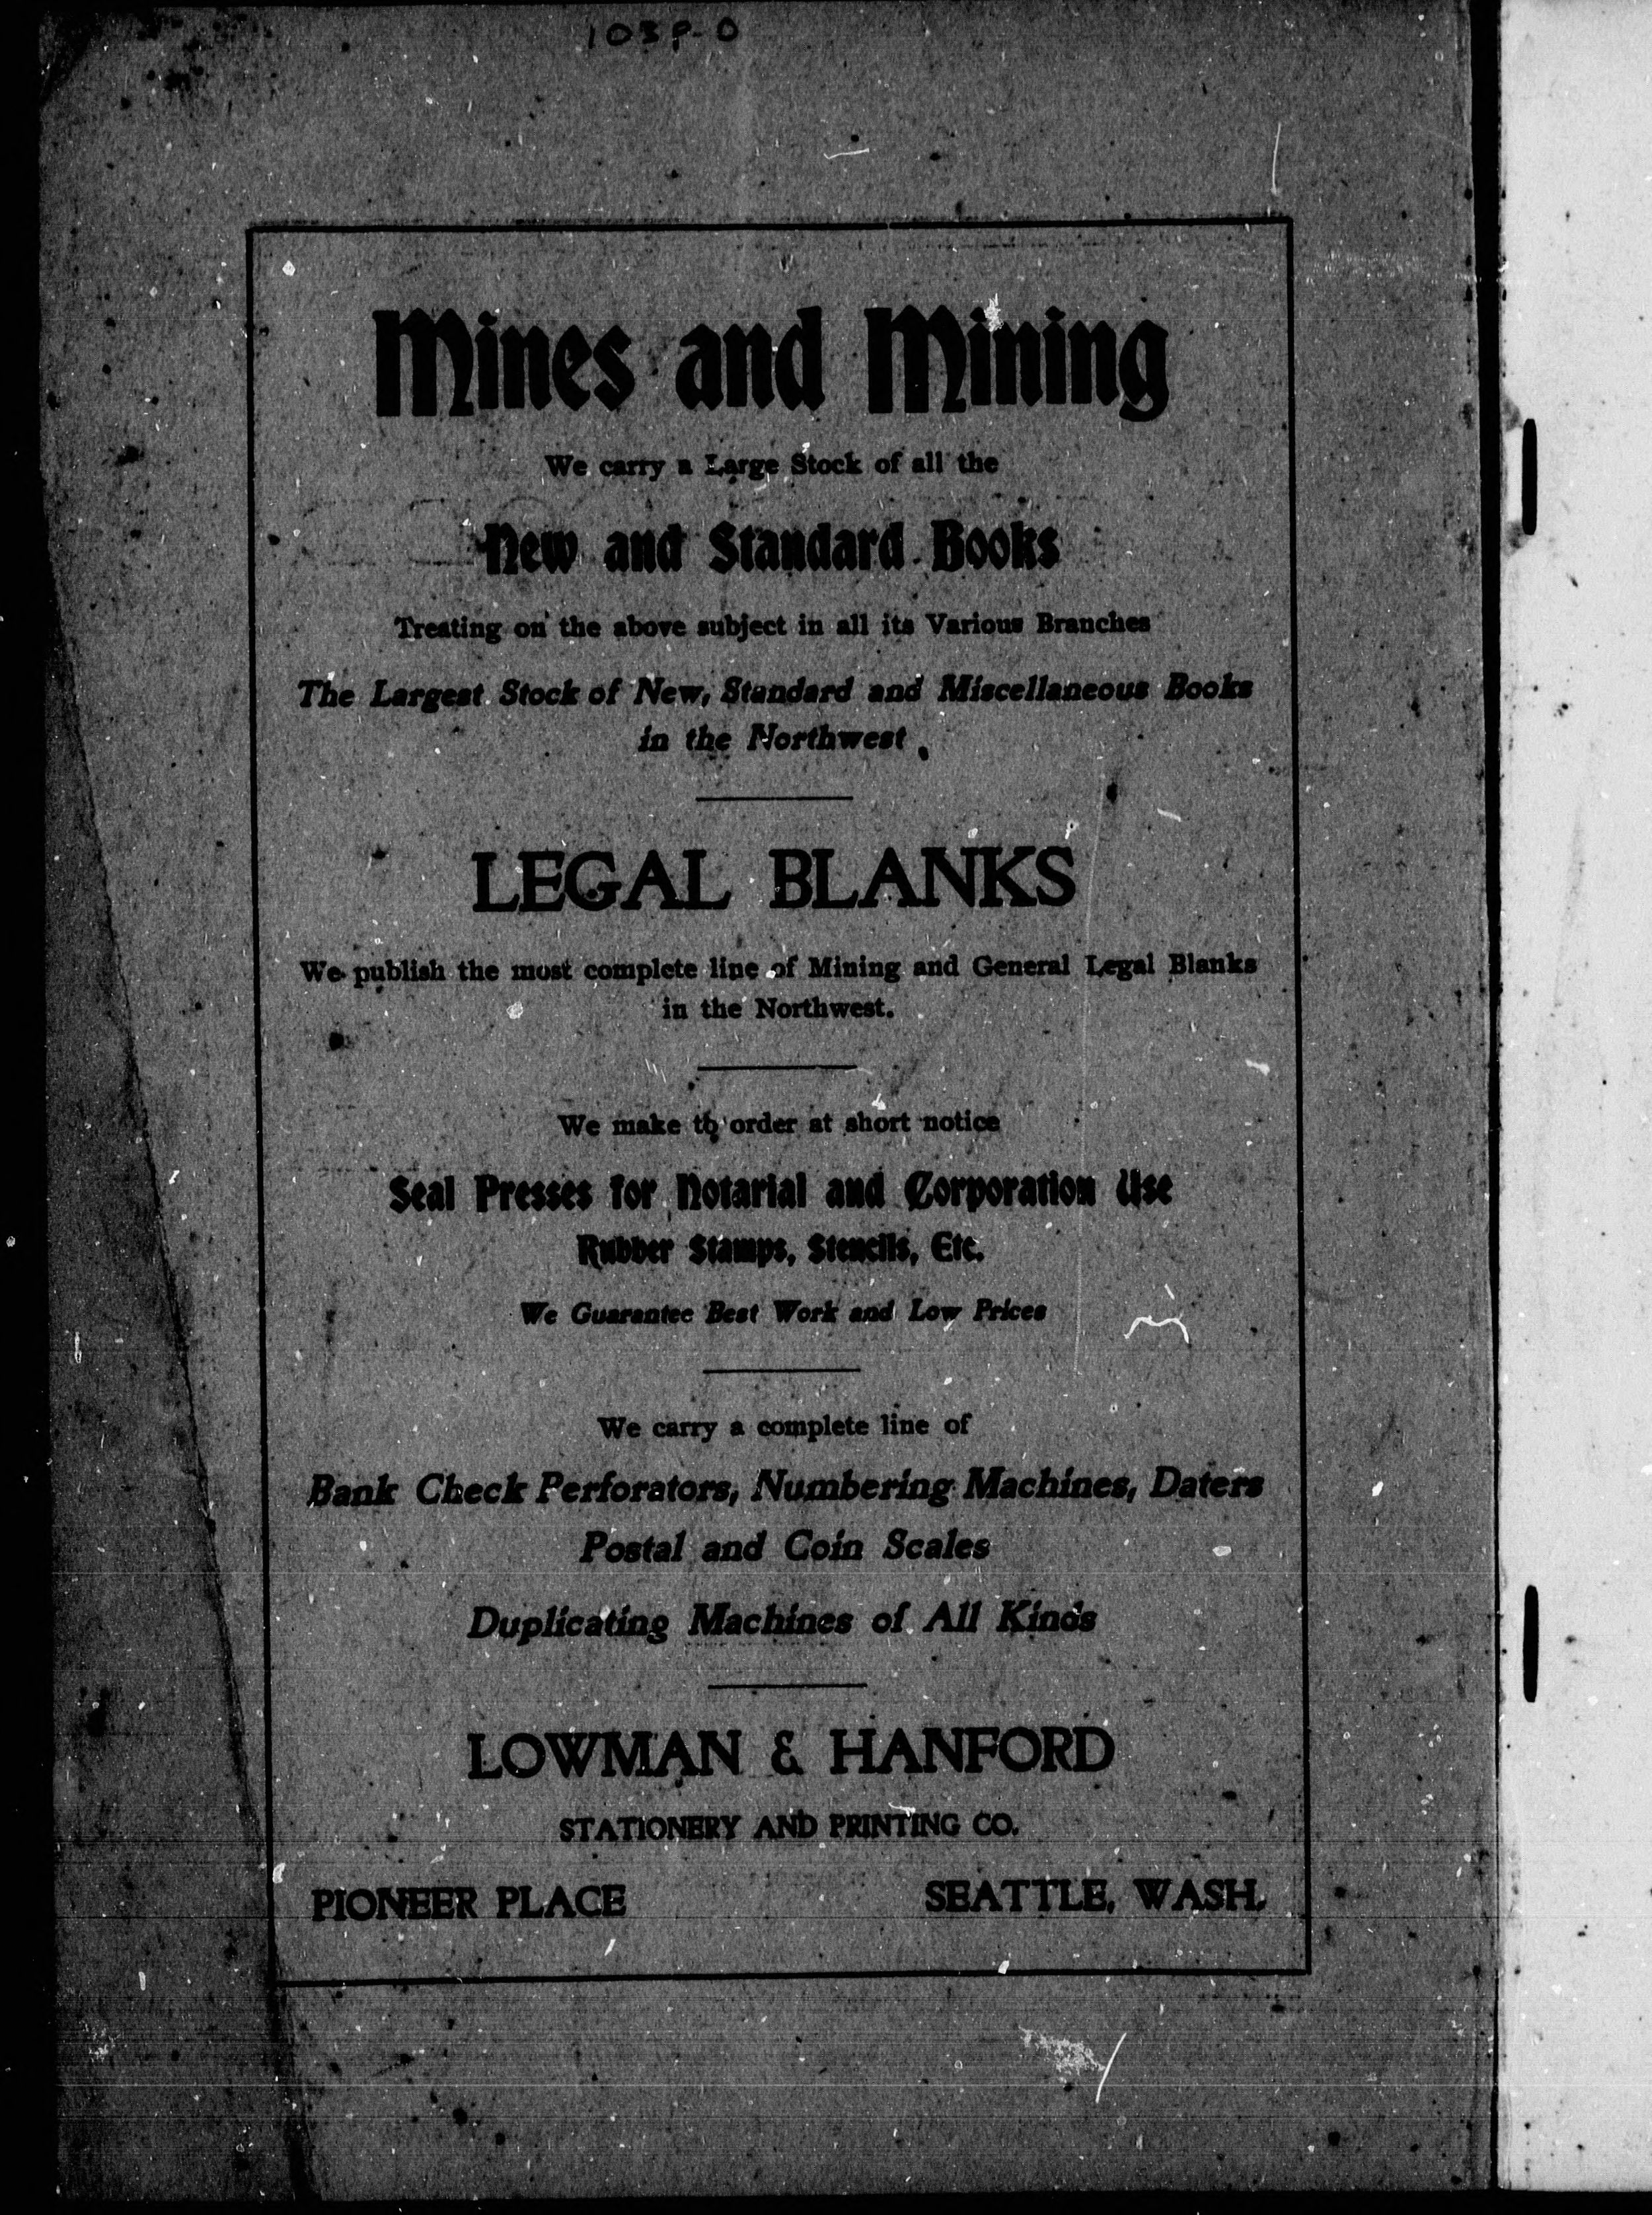 103P-0
Mines and Mining
We carry a Large Stock of all the
New and Standard Books
Treating on the above subject in all its Various Branches
The Largest Stock of New, Standard and Miscellaneous Books
in the Northwest
LEGAL BLANKS
We publish the most complete line of Mining and General Legal Blanks
in the Northwest.
We make to order at short notice
Seal Presses for Notarial and Corporation Use
Rubber Stamps, Stencils, Etc.
We Guarantee Best Work and Low Prices
We carry a complete line of
Bank Check Perforators, Numbering Machines, Daters
Postal and Coin Scales
Duplicating Machines of All Kinds
LOWMAN & HANFORD
STATIONERY AND PRINTING CO.
PIONEER PLACE SEATTLE, WASH.